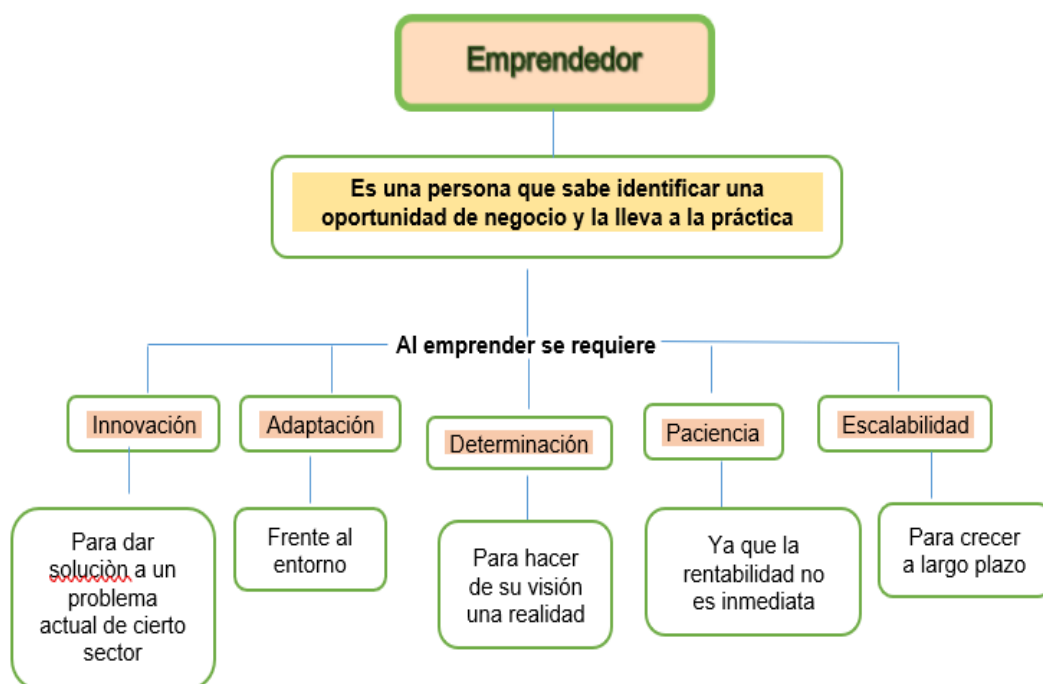 Emprendedor
Es una persona que sabe identificar una
oportunidad de negocio y la lleva a la práctica
Al emprender se requiere
Innovación
Adaptación
Determinación
Paciencia
Escalabilidad
Para dar
soluciòn a un
problema
actual de cierto
sector
Frente al
entorno
Para hacer
de su visión
una realidad
Ya que la
rentabilidad no
es inmediata
Para crecer
a largo plazo